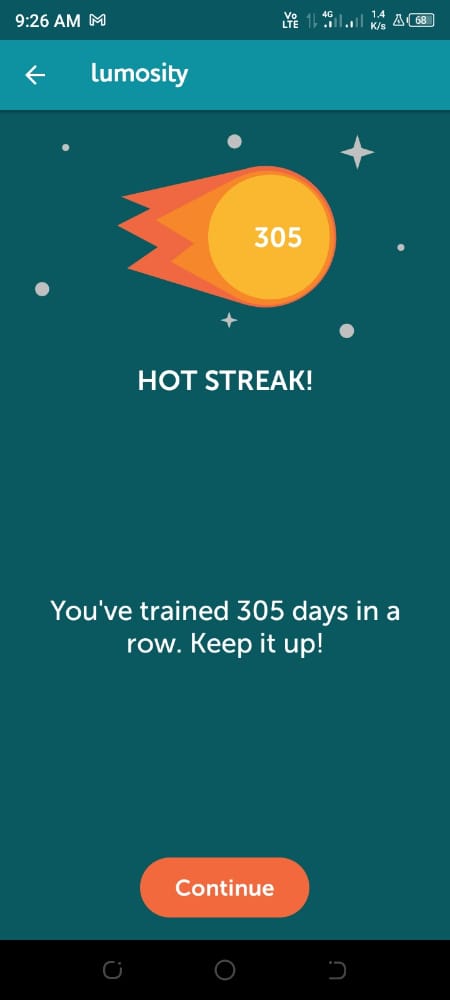 9:26 AM
Vo LTE 4G 1.4 K/s 68
lumosity
305
HOT STREAK!
You've trained 305 days in a
row. Keep it up!
Continue